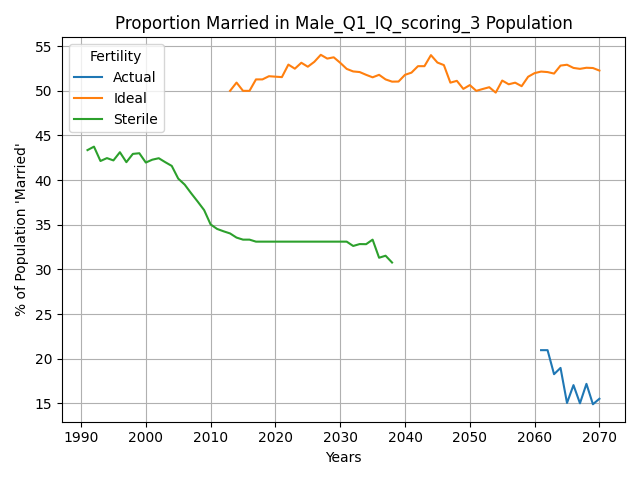 Proportion Married in Male_Q1_IQ_scoring_3 Population
Fertility
Actual
Ideal
Sterile
% of Population 'Married'
55
50
45
40
35
30
25
20
15
1990 2000 2010 2020 2030 2040 2050 2060 2070
Years